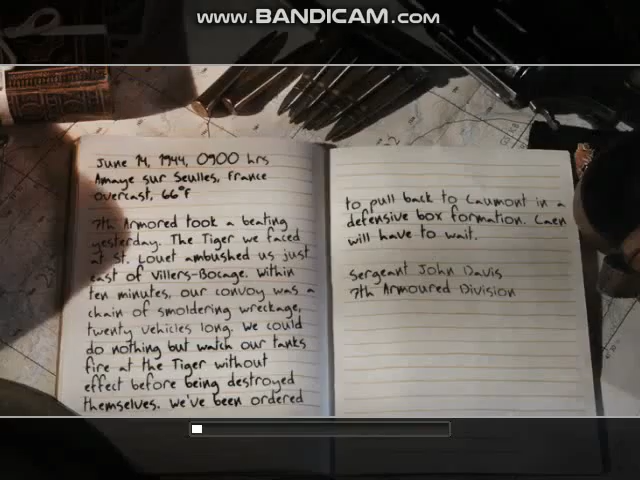 www.BANDICAM.com
June 14, 1944, 0900 hrs
Amaye sur Seulles, France
Overcast, 66°F
7th Armored took a beating
yesterday. The Tiger we faced
at St. Louet ambushed us just
east of Villers-Bocage. Within
ten minutes, our convoy was a
chain of smoldering wreckage,
twenty vehicles long. We could
do nothing but watch our tanks
fire at the Tiger without
effect before being destroyed
themselves. We've been ordered
to pull back to Caumont in a
defensive box formation. Caen
will have to wait.
Sergeant John Davis
7th Armoured Division